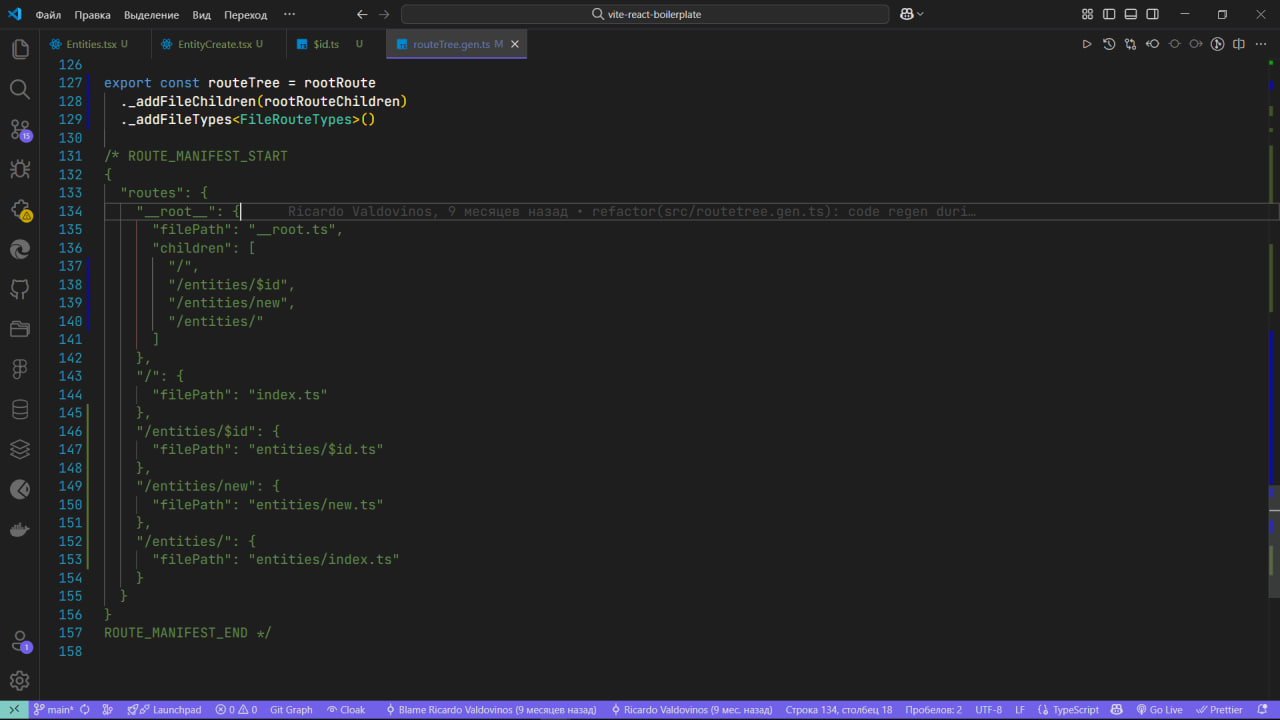 Файл Правка Выделение Вид Переход ··· vite-react-boilerplate
Entities.tsx U EntityCreate.tsx U TS $id.ts U TS routeTree.gen.ts M
126
127 export const routeTree = rootRoute
128 ._addFileChildren(rootRouteChildren)
129 ._addFileTypes<FileRouteTypes>()
130
131 /* ROUTE_MANIFEST_START
132 {
133 "routes": {
134 "__root__": { Ricardo Valdovinos, 9 месяцев назад • refactor(src/routetree.gen.ts): code regen duri…
135 "filePath": "__root.ts",
136 "children": [
137 "/",
138 "/entities/$id",
139 "/entities/new",
140 "/entities/"
141 ]
142 },
143 "/": {
144 "filePath": "index.ts"
145 },
146 "/entities/$id": {
147 "filePath": "entities/$id.ts"
148 },
149 "/entities/new": {
150 "filePath": "entities/new.ts"
151 },
152 "/entities/": {
153 "filePath": "entities/index.ts"
154 }
155 }
156 }
157 ROUTE_MANIFEST_END */
158
15
1
main* Launchpad 0 0 Git Graph Cloak Blame Ricardo Valdovinos (9 месяцев назад) Ricardo Valdovinos (9 мес. назад) Строка 134, столбец 18 Пробелов: 2 UTF-8 LF TypeScript Go Live Prettier